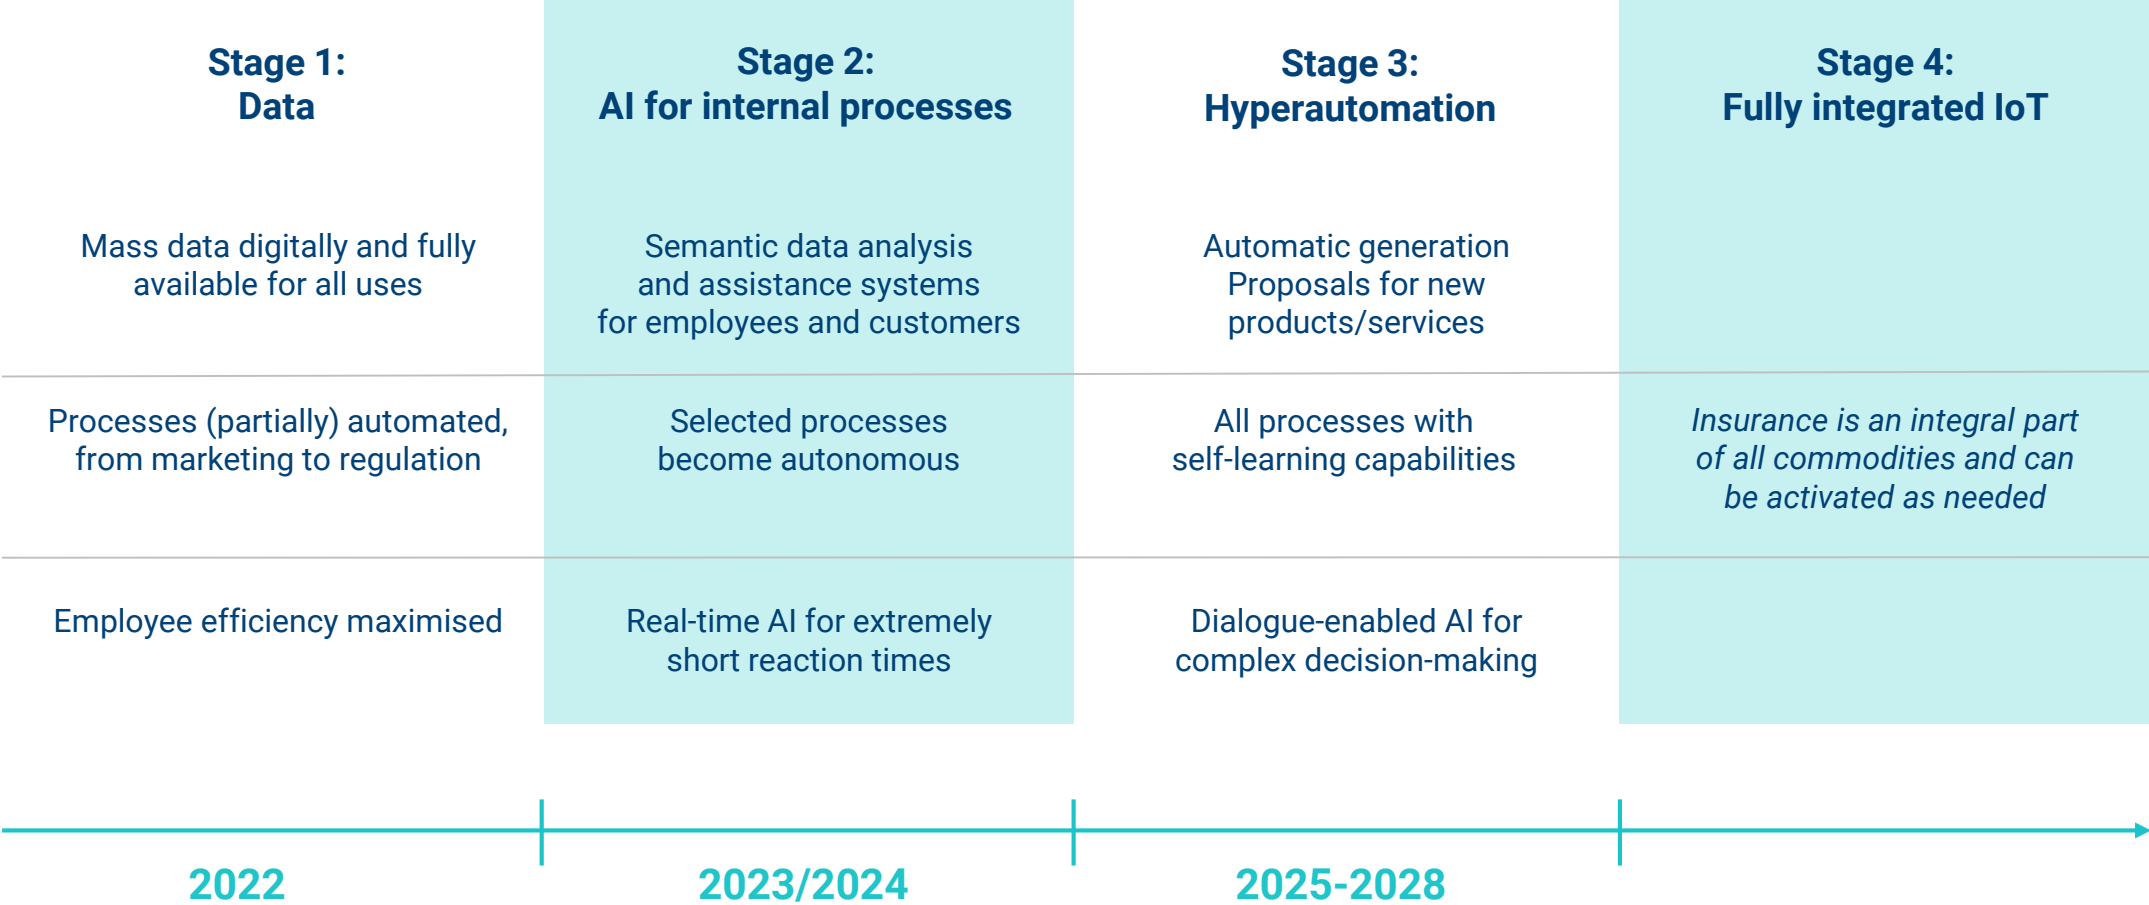 Stage 1:
Data
Stage 2:
AI for internal processes
Stage 3:
Hyperautomation
Stage 4:
Fully integrated IoT
Mass data digitally and fully
available for all uses
Semantic data analysis
and assistance systems
for employees and customers
Automatic generation
Proposals for new
products/services
Processes (partially) automated,
from marketing to regulation
Selected processes
become autonomous
All processes with
self-learning capabilities
Insurance is an integral part
of all commodities and can
be activated as needed
Employee efficiency maximised
Real-time AI for extremely
short reaction times
Dialogue-enabled AI for
complex decision-making
2022
2023/2024
2025-2028